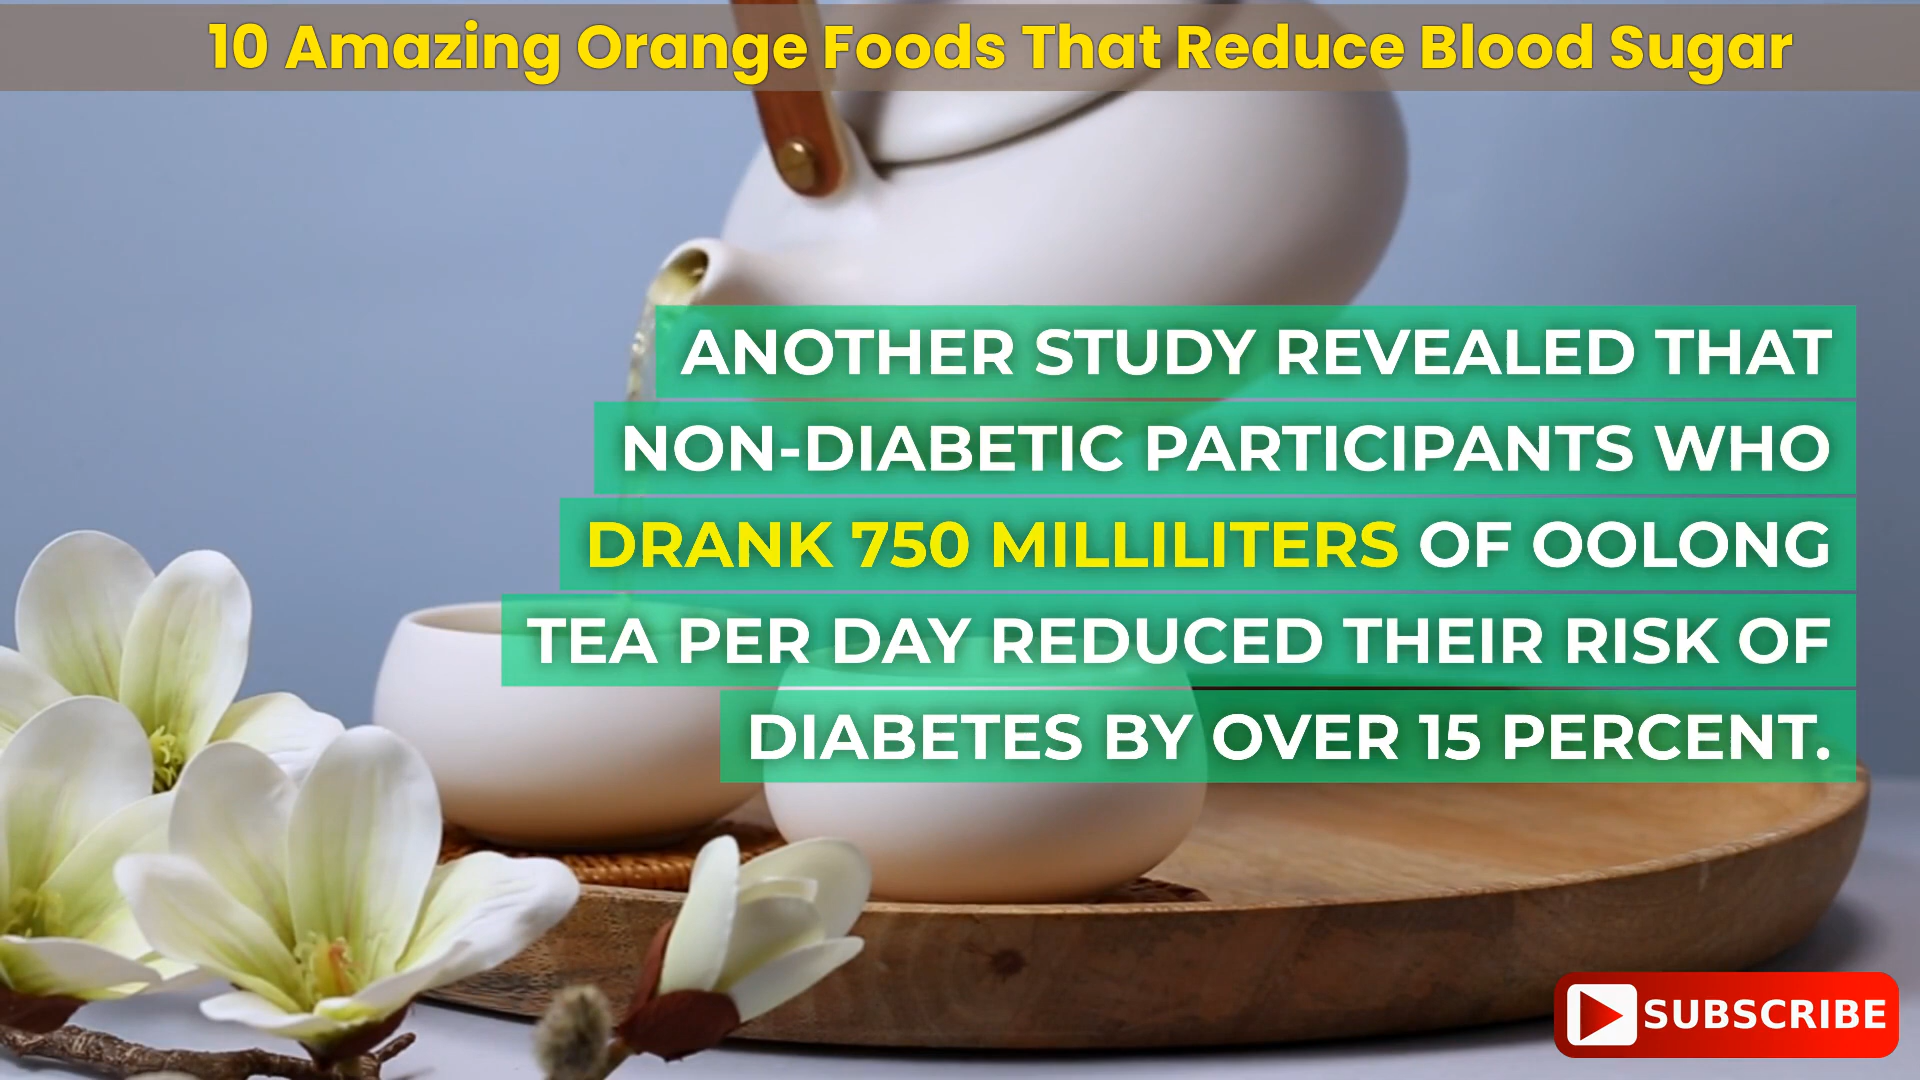 10 Amazing Orange Foods That Reduce Blood Sugar
ANOTHER STUDY REVEALED THAT
NON-DIABETIC PARTICIPANTS WHO
DRANK 750 MILLILITERS OF OOLONG
TEA PER DAY REDUCED THEIR RISK OF
DIABETES BY OVER 15 PERCENT.
SUBSCRIBE